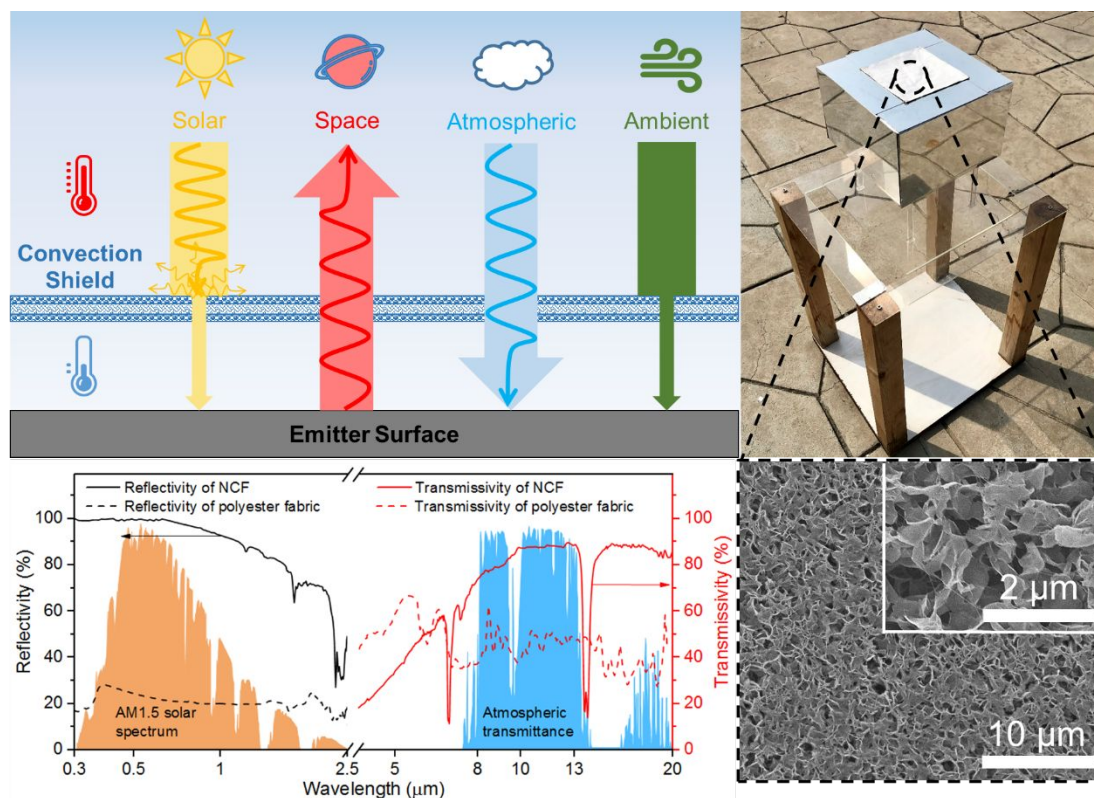 Solar
Space
Atmospheric
Ambient
Convection
Shield
Emitter Surface
Reflectivity of NCF
Reflectivity of polyester fabric
Transmissivity of NCF
Transmissivity of polyester fabric
100
80
60
40
20
0
Reflectivity (%)
AM1.5 solar
spectrum
Atmospheric
transmittance
100
80
60
40
20
0
Transmissivity (%)
0.3
0.5
1
2.5
5
8
10
13
20
Wavelength (μm)
2 μm
10 μm